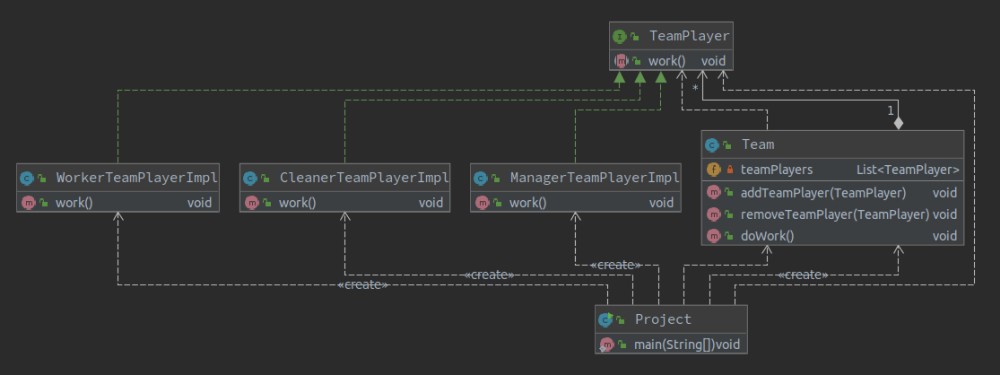 TeamPlayer
work() void
*
1
Team
teamPlayers List<TeamPlayer>
addTeamPlayer(TeamPlayer) void
removeTeamPlayer(TeamPlayer) void
doWork() void
WorkerTeamPlayerImpl
work() void
CleanerTeamPlayerImpl
work() void
ManagerTeamPlayerImpl
work() void
«create»
«create»
«create»
«create»
Project
main(String[])void